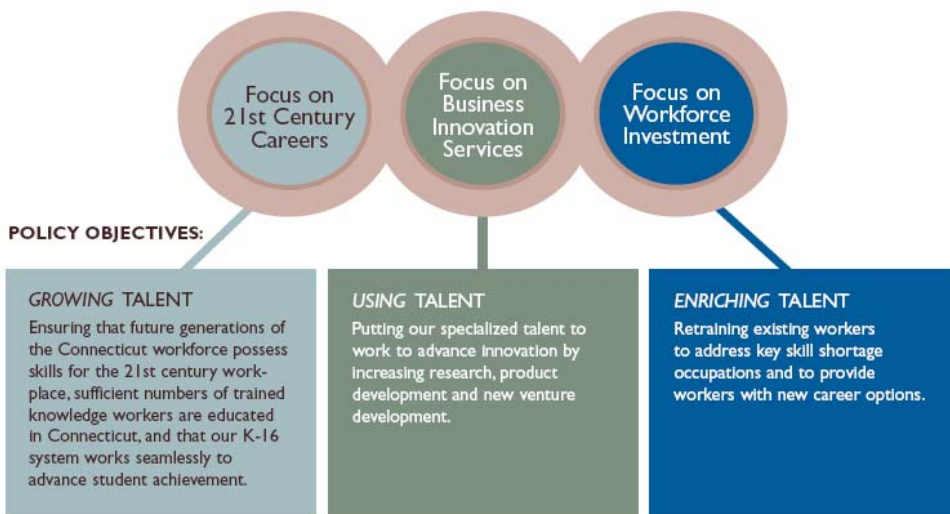 Focus on
21st Century
Careers
Focus on
Business
Innovation
Services
Focus on
Workforce
Investment
POLICY OBJECTIVES:
GROWING TALENT
Ensuring that future generations of
the Connecticut workforce possess
skills for the 21st century work-
place, sufficient numbers of trained
knowledge workers are educated
in Connecticut, and that our K-16
system works seamlessly to
advance student achievement.
USING TALENT
Putting our specialized talent to
work to advance innovation by
increasing research, product
development and new venture
development.
ENRICHING TALENT
Retraining existing workers
to address key skill shortage
occupations and to provide
workers with new career options.